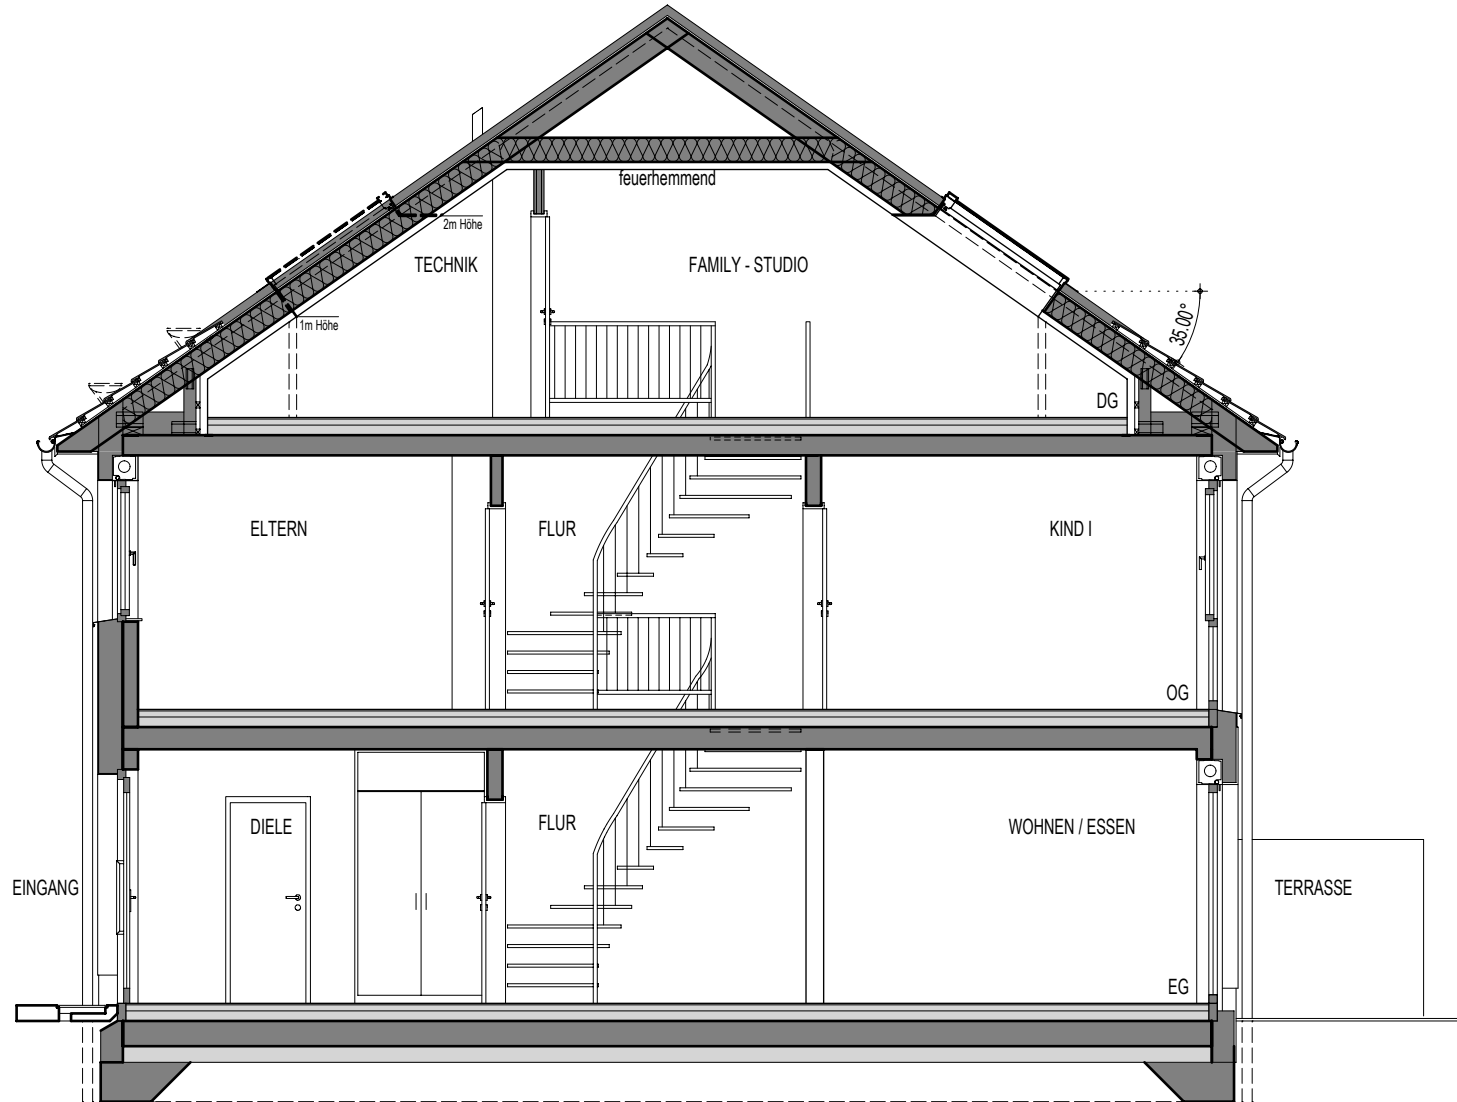 feuerhemmend
2m Höhe
TECHNIK
FAMILY - STUDIO
1m Höhe
35.00°
DG
ELTERN
FLUR
KIND I
OG
DIELE
FLUR
WOHNEN / ESSEN
EINGANG
TERRASSE
EG